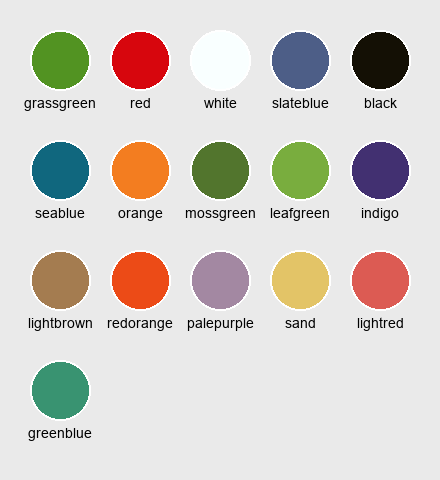 grassgreen red white slateblue black
seablue orange mossgreen leafgreen indigo
lightbrown redorange palepurple sand lightred
greenblue